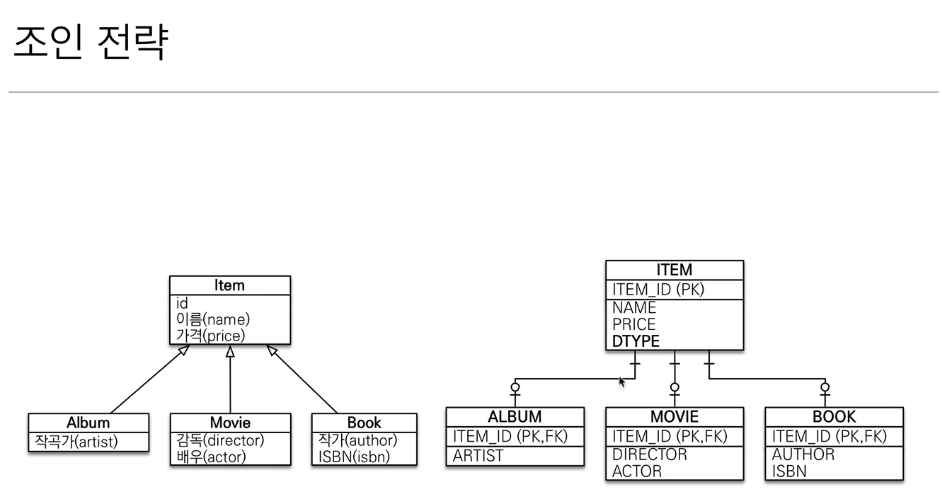 조인 전략
Item
id
이름(name)
가격(price)
Album
작곡가(artist)
Movie
감독(director)
배우(actor)
Book
작가(author)
ISBN(isbn)
ITEM
ITEM_ID (PK)
NAME
PRICE
DTYPE
ALBUM
ITEM_ID (PK,FK)
ARTIST
MOVIE
ITEM_ID (PK,FK)
DIRECTOR
ACTOR
BOOK
ITEM_ID (PK,FK)
AUTHOR
ISBN